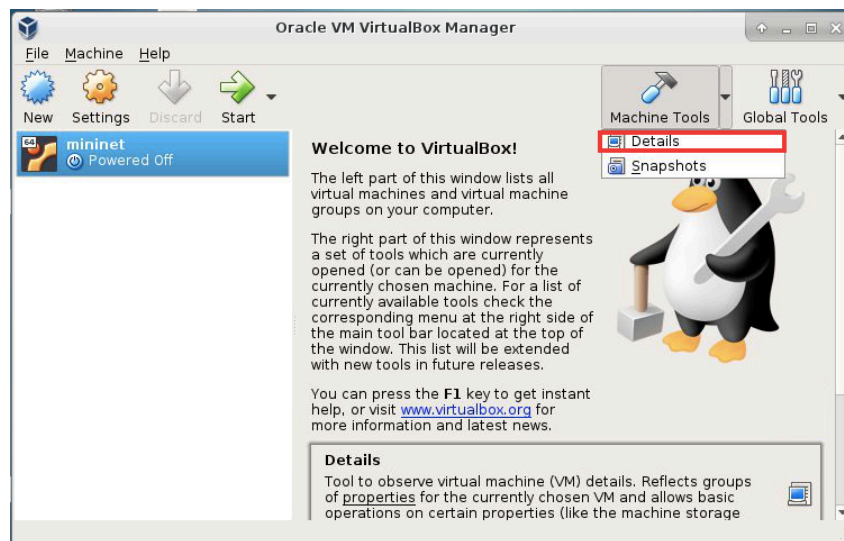 Oracle VM VirtualBox Manager
File Machine Help
New Settings Discard Start Machine Tools Global Tools
64 mininet
Powered Off
Details
Snapshots
Welcome to VirtualBox!
The left part of this window lists all
virtual machines and virtual machine
groups on your computer.
The right part of this window represents
a set of tools which are currently
opened (or can be opened) for the
currently chosen machine. For a list of
currently available tools check the
corresponding menu at the right side of
the main tool bar located at the top of
the window. This list will be extended
with new tools in future releases.
You can press the F1 key to get instant
help, or visit www.virtualbox.org for
more information and latest news.
Details
Tool to observe virtual machine (VM) details. Reflects groups
of properties for the currently chosen VM and allows basic
operations on certain properties (like the machine storage